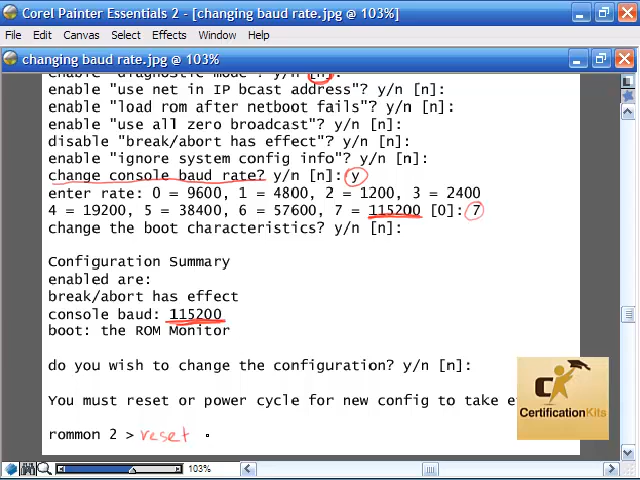 Corel Painter Essentials 2 - [changing baud rate.jpg @ 103%]
File Edit Canvas Select Effects Window Help
changing baud rate.jpg @ 103%
enable "diagnostic mode"? y/n [n]:
enable "use net in IP bcast address"? y/n [n]:
enable "load rom after netboot fails"? y/n [n]:
enable "use all zero broadcast"? y/n [n]:
disable "break/abort has effect"? y/n [n]:
enable "ignore system config info"? y/n [n]:
change console baud rate? y/n [n]: y
enter rate: 0 = 9600, 1 = 4800, 2 = 1200, 3 = 2400
4 = 19200, 5 = 38400, 6 = 57600, 7 = 115200 [0]: 7
change the boot characteristics? y/n [n]:
Configuration Summary
enabled are:
break/abort has effect
console baud: 115200
boot: the ROM Monitor
do you wish to change the configuration? y/n [n]:
You must reset or power cycle for new config to take
rommon 2 > reset
CertificationKits
103%